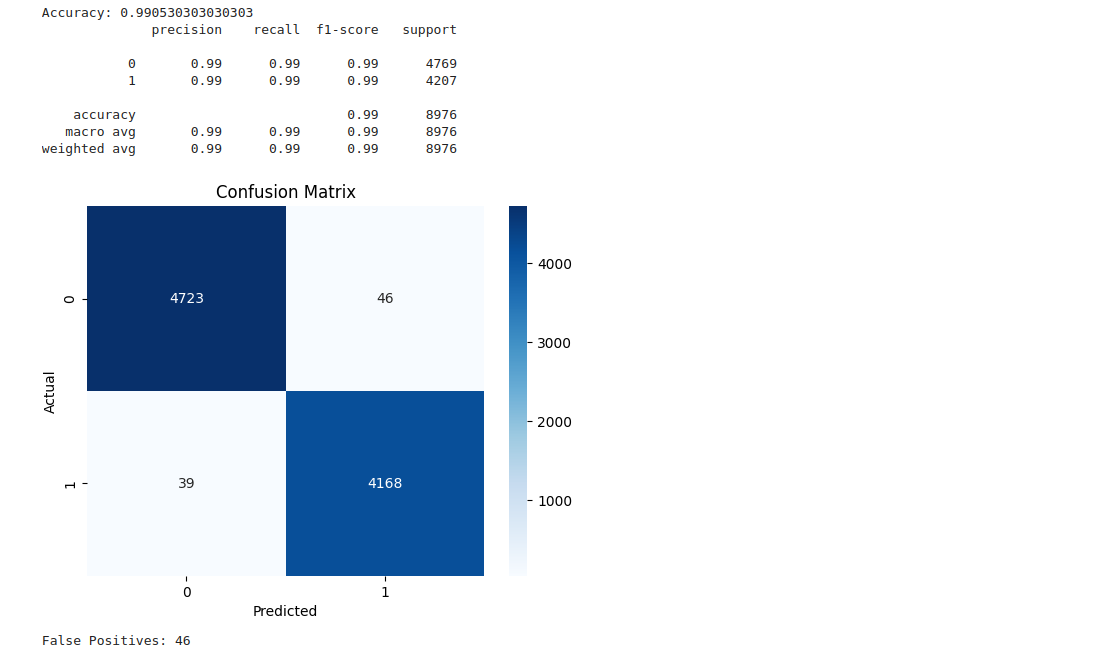 Accuracy: 0.990530303030303
precision recall f1-score support
0 0.99 0.99 0.99 4769
1 0.99 0.99 0.99 4207
accuracy 0.99 8976
macro avg 0.99 0.99 0.99 8976
weighted avg 0.99 0.99 0.99 8976
Confusion Matrix
4723 46
39 4168
0
1
Actual
0 1
Predicted
4000
3000
2000
1000
False Positives: 46